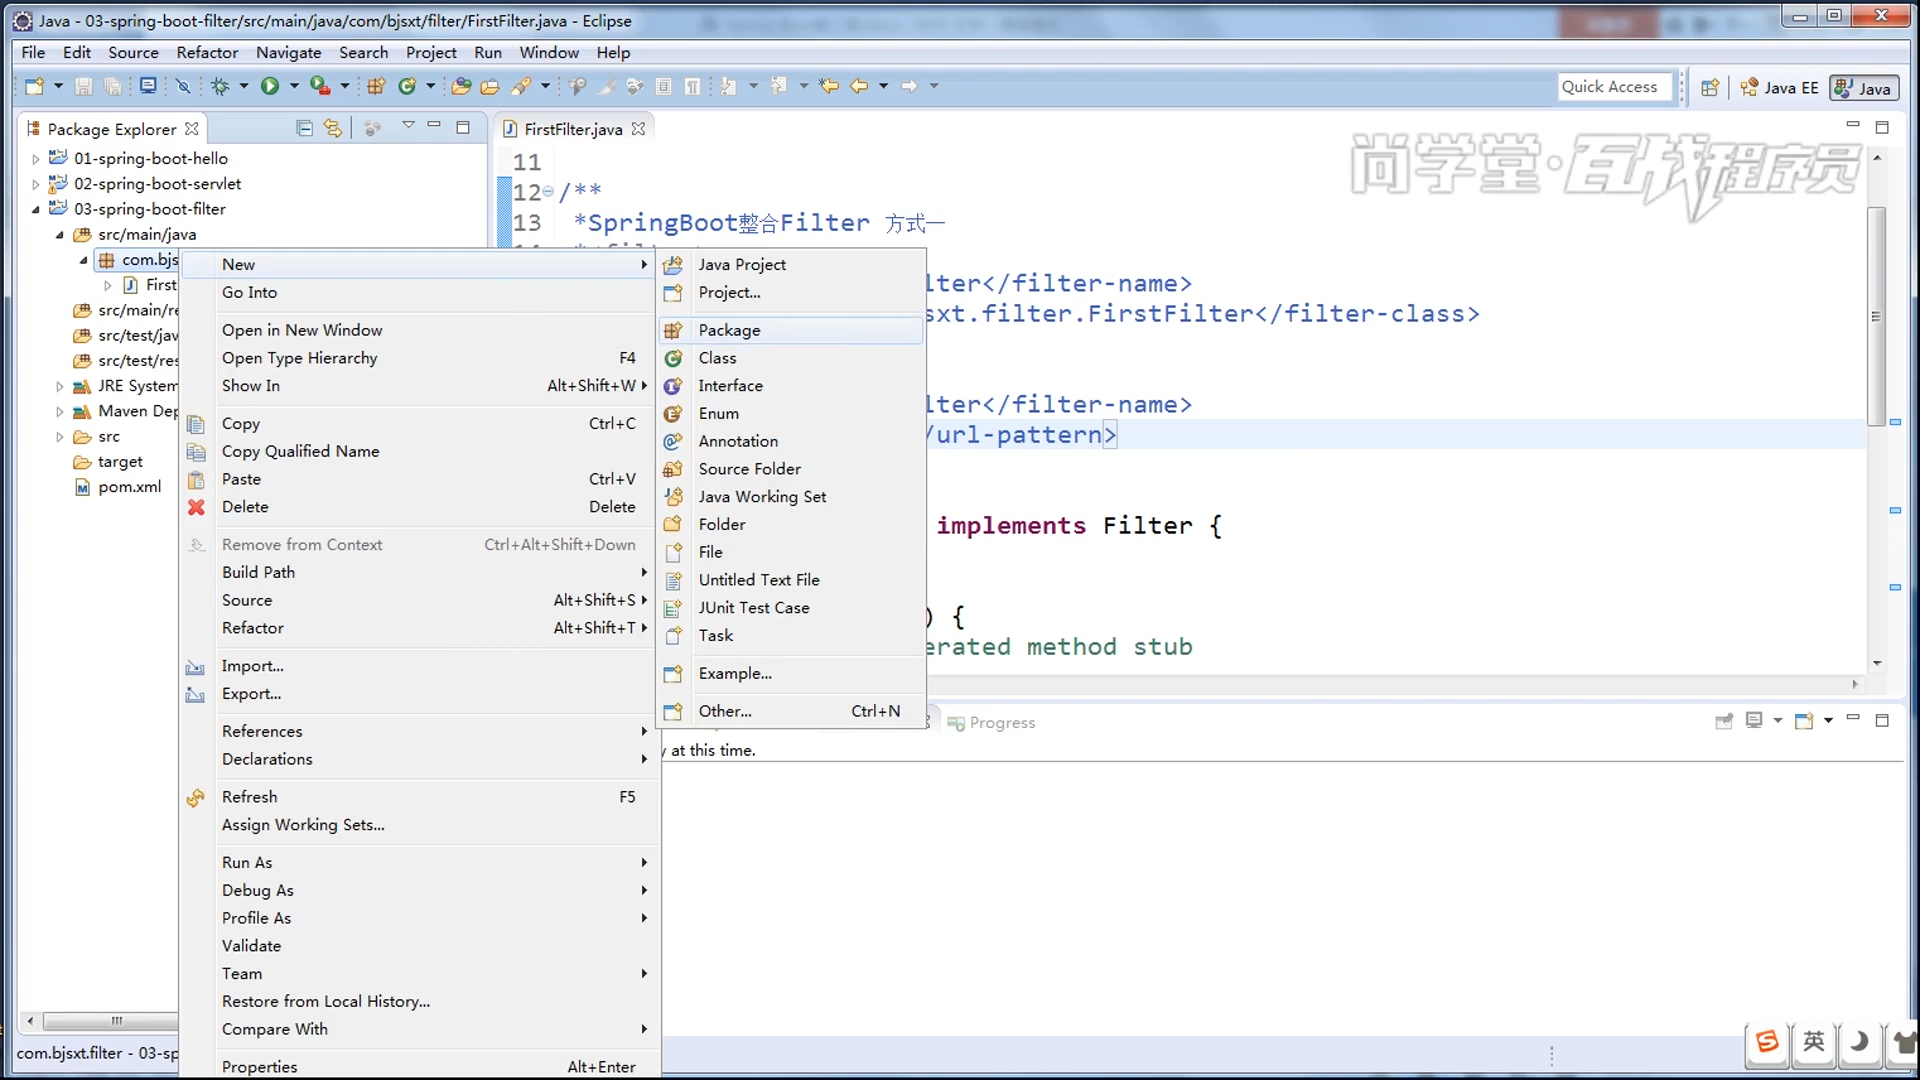 Java - 03-spring-boot-filter/src/main/java/com/bjsxt/filter/FirstFilter.java - Eclipse
File Edit Source Refactor Navigate Search Project Run Window Help
Quick Access
Java EE
Java
Package Explorer
FirstFilter.java
尚学堂·百战程序员
01-spring-boot-hello
02-spring-boot-servlet
03-spring-boot-filter
src/main/java
com.bjs
First
src/main/re
src/test/jav
src/test/res
JRE System
Maven Dep
src
target
pom.xml
11
12 /**
13 *SpringBoot整合Filter 方式一
lter</filter-name>
sxt.filter.FirstFilter</filter-class>
lter</filter-name>
/url-pattern>
implements Filter {
) {
erated method stub
New
Go Into
Open in New Window
Open Type Hierarchy F4
Show In Alt+Shift+W
Copy Ctrl+C
Copy Qualified Name
Paste Ctrl+V
Delete Delete
Remove from Context Ctrl+Alt+Shift+Down
Build Path
Source Alt+Shift+S
Refactor Alt+Shift+T
Import...
Export...
References
Declarations
Refresh F5
Assign Working Sets...
Run As
Debug As
Profile As
Validate
Team
Restore from Local History...
Compare With
Properties Alt+Enter
Java Project
Project...
Package
Class
Interface
Enum
Annotation
Source Folder
Java Working Set
Folder
File
Untitled Text File
JUnit Test Case
Task
Example...
Other... Ctrl+N
Progress
y at this time.
com.bjsxt.filter - 03-sp
英